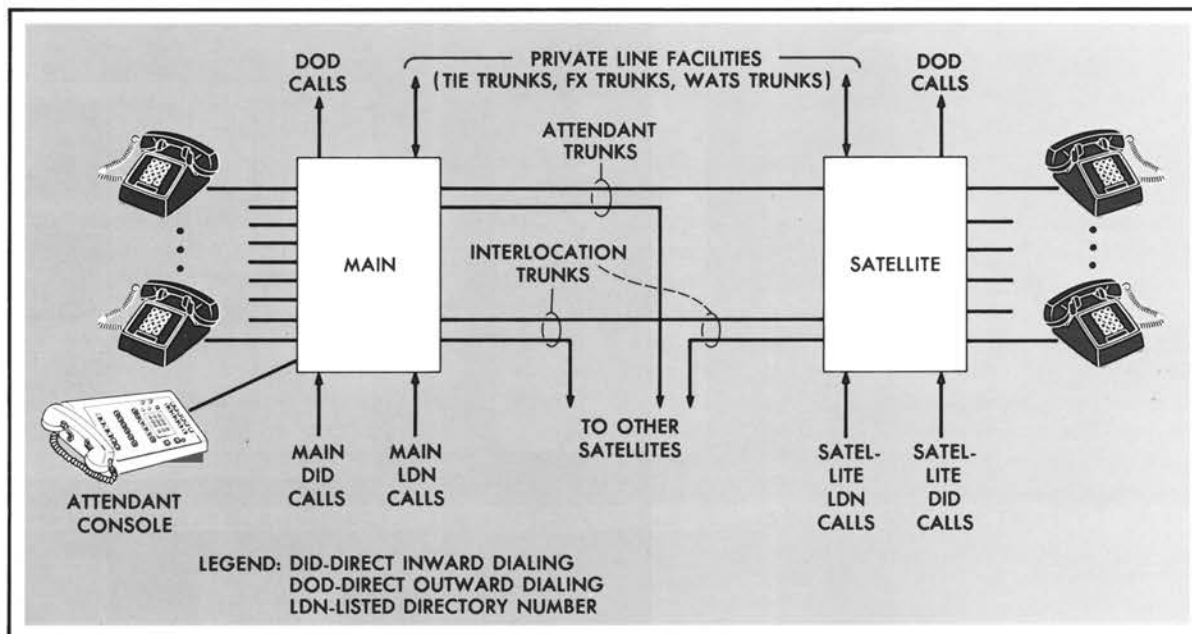 DOD
CALLS
PRIVATE LINE FACILITIES
(TIE TRUNKS, FX TRUNKS, WATS TRUNKS)
DOD
CALLS
ATTENDANT
TRUNKS
INTERLOCATION
TRUNKS
MAIN
SATELLITE
TO OTHER
SATELLITES
ATTENDANT
CONSOLE
MAIN
DID
CALLS
MAIN
LDN
CALLS
SATEL-
LITE
LDN
CALLS
SATEL-
LITE
DID
CALLS
LEGEND: DID-DIRECT INWARD DIALING
DOD-DIRECT OUTWARD DIALING
LDN-LISTED DIRECTORY NUMBER